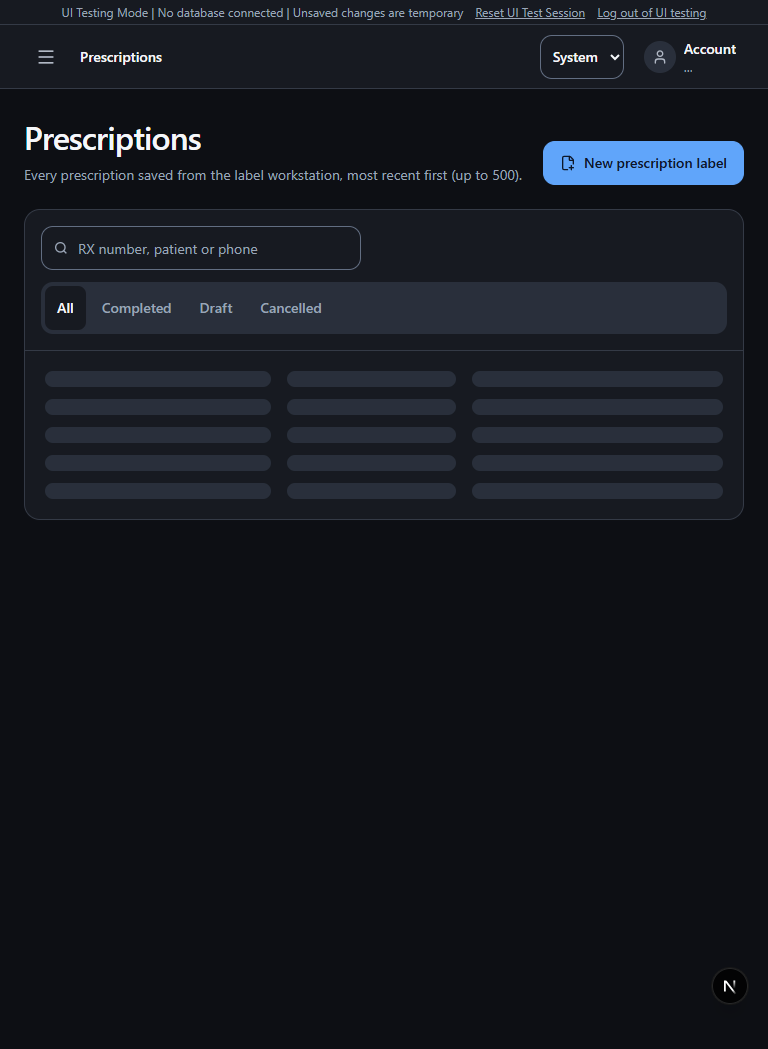 UI Testing Mode | No database connected | Unsaved changes are temporary Reset UI Test Session Log out of UI testing
Prescriptions
System
Account
...
Prescriptions
Every prescription saved from the label workstation, most recent first (up to 500).
New prescription label
RX number, patient or phone
All Completed Draft Cancelled
N